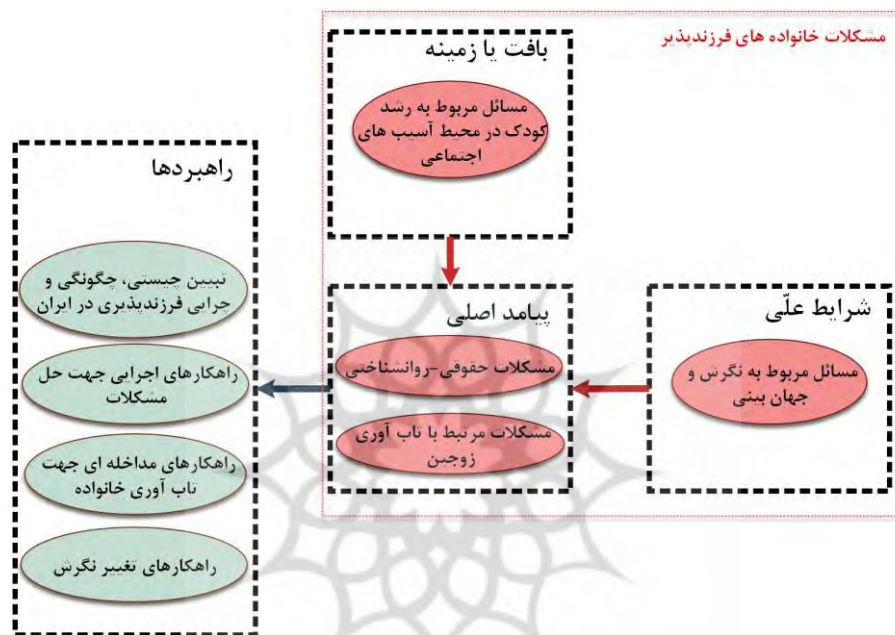 مشکلات خانواده های فرزندپذیر
بافت یا زمینه
مسائل مربوط به رشد
کودک در محیط آسیب های
اجتماعی
شرایط علّی
مسائل مربوط به نگرش و
جهان بینی
پیامد اصلی
مشکلات حقوقی-روانشناختی
مشکلات مرتبط با تاب آوری
زوجین
راهبردها
تبیین چیستی، چگونگی و
چرایی فرزندپذیری در ایران
راهکارهای اجرایی جهت حل
مشکلات
راهکارهای مداخله ای جهت
تاب آوری خانواده
راهکارهای تغییر نگرش